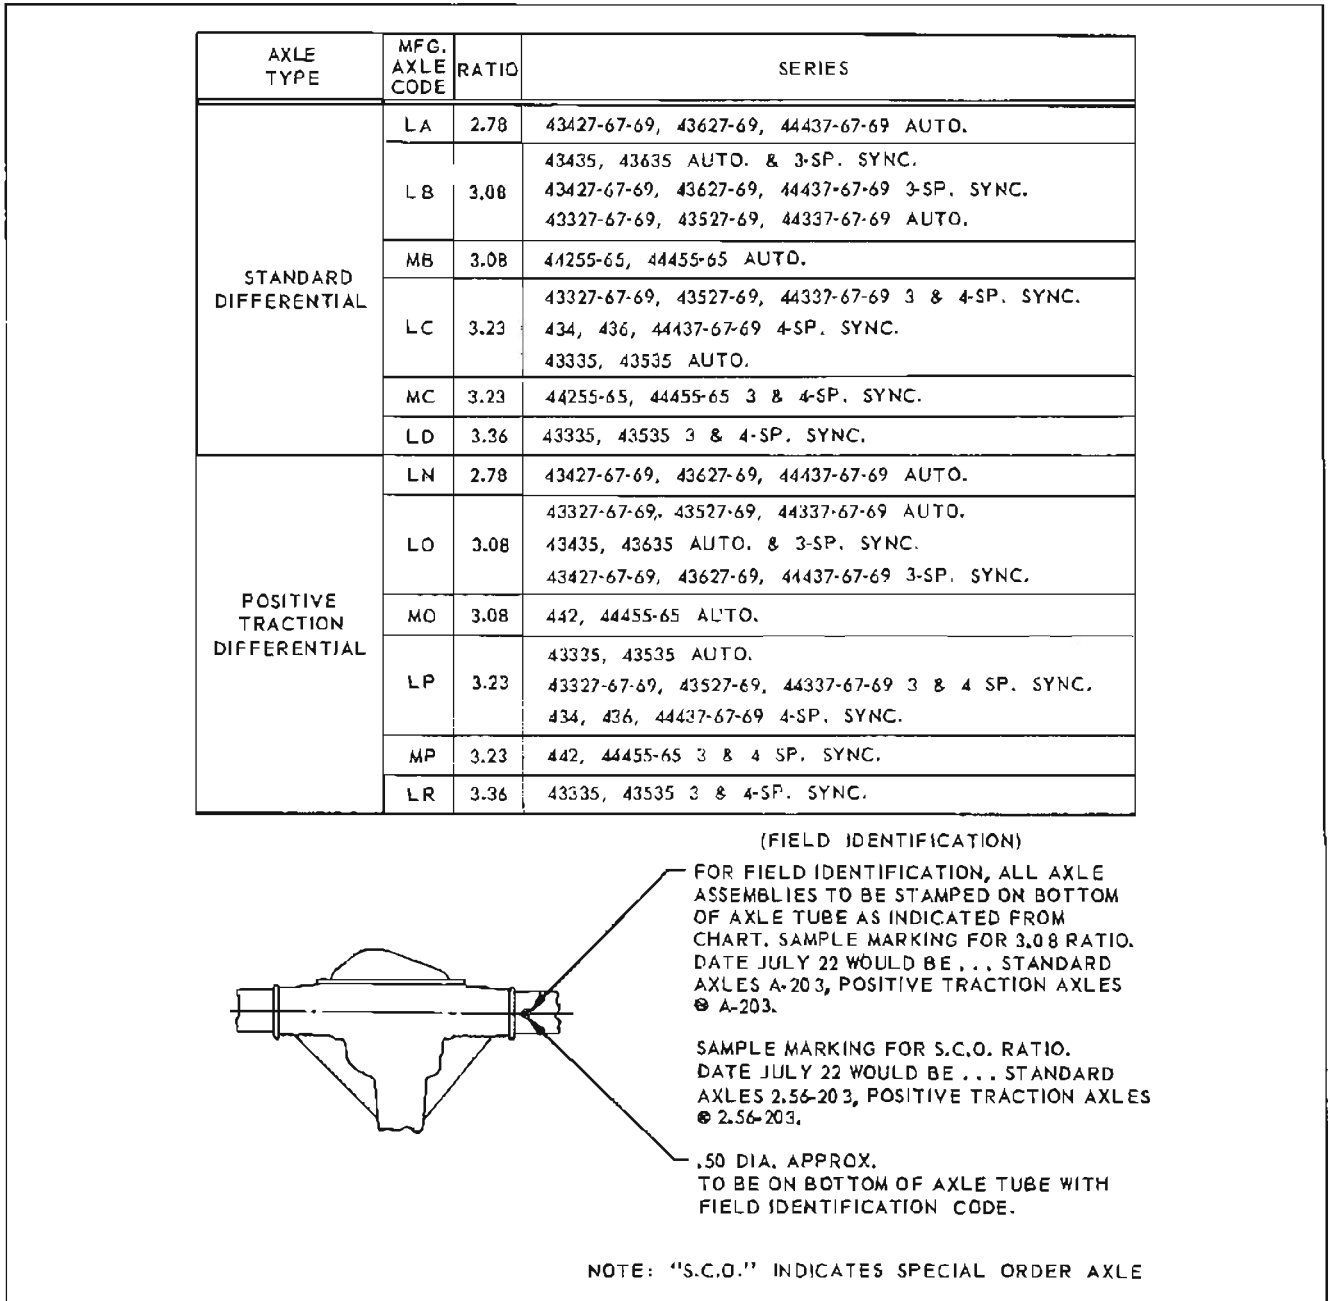 AXLE TYPE | MFG. AXLE CODE | RATIO | SERIES
STANDARD DIFFERENTIAL
LA 2.78 43427-67-69, 43627-69, 44437-67-69 AUTO.
LB 3.08 43435, 43635 AUTO. & 3-SP. SYNC.
43427-67-69, 43627-69, 44437-67-69 3-SP. SYNC.
43327-67-69, 43527-69, 44337-67-69 AUTO.
MB 3.08 44255-65, 44455-65 AUTO.
LC 3.23 43327-67-69, 43527-69, 44337-67-69 3 & 4-SP. SYNC.
434, 436, 44437-67-69 4-SP. SYNC.
43335, 43535 AUTO.
MC 3.23 44255-65, 44455-65 3 & 4-SP. SYNC.
LD 3.36 43335, 43535 3 & 4-SP. SYNC.
POSITIVE TRACTION DIFFERENTIAL
LN 2.78 43427-67-69, 43627-69, 44437-67-69 AUTO.
LO 3.08 43327-67-69, 43527-69, 44337-67-69 AUTO.
43435, 43635 AUTO. & 3-SP. SYNC.
43427-67-69, 43627-69, 44437-67-69 3-SP. SYNC.
MO 3.08 442, 44455-65 AUTO.
LP 3.23 43335, 43535 AUTO.
43327-67-69, 43527-69, 44337-67-69 3 & 4 SP. SYNC.
434, 436, 44437-67-69 4-SP. SYNC.
MP 3.23 442, 44455-65 3 & 4 SP. SYNC.
LR 3.36 43335, 43535 3 & 4-SP. SYNC.
(FIELD IDENTIFICATION)
FOR FIELD IDENTIFICATION, ALL AXLE
ASSEMBLIES TO BE STAMPED ON BOTTOM
OF AXLE TUBE AS INDICATED FROM
CHART. SAMPLE MARKING FOR 3.08 RATIO.
DATE JULY 22 WOULD BE ... STANDARD
AXLES A-203, POSITIVE TRACTION AXLES
⊗ A-203.
SAMPLE MARKING FOR S.C.O. RATIO.
DATE JULY 22 WOULD BE ... STANDARD
AXLES 2.56-203, POSITIVE TRACTION AXLES
⊗ 2.56-203.
.50 DIA. APPROX.
TO BE ON BOTTOM OF AXLE TUBE WITH
FIELD IDENTIFICATION CODE.
NOTE: "S.C.O." INDICATES SPECIAL ORDER AXLE